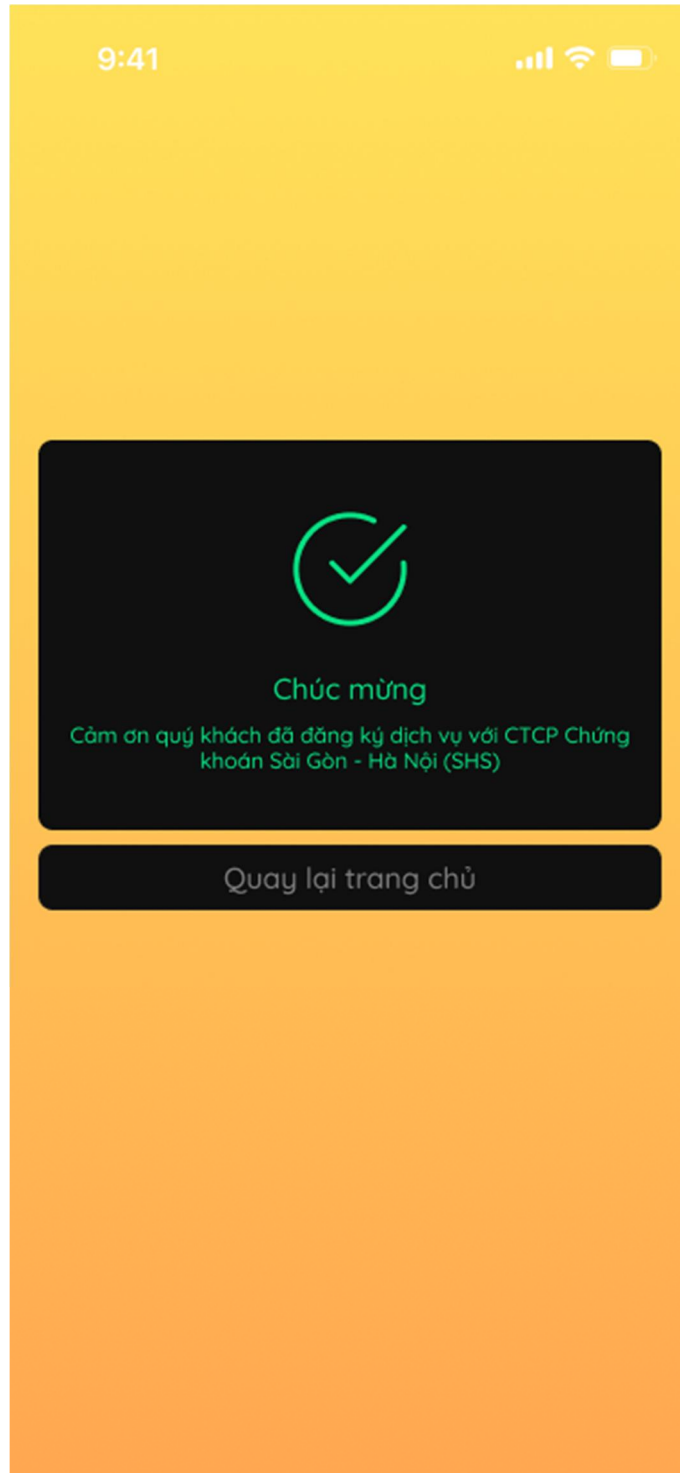 9:41
Chúc mừng
Cảm ơn quý khách đã đăng ký dịch vụ với CTCP Chứng
khoán Sài Gòn - Hà Nội (SHS)
Quay lại trang chủ